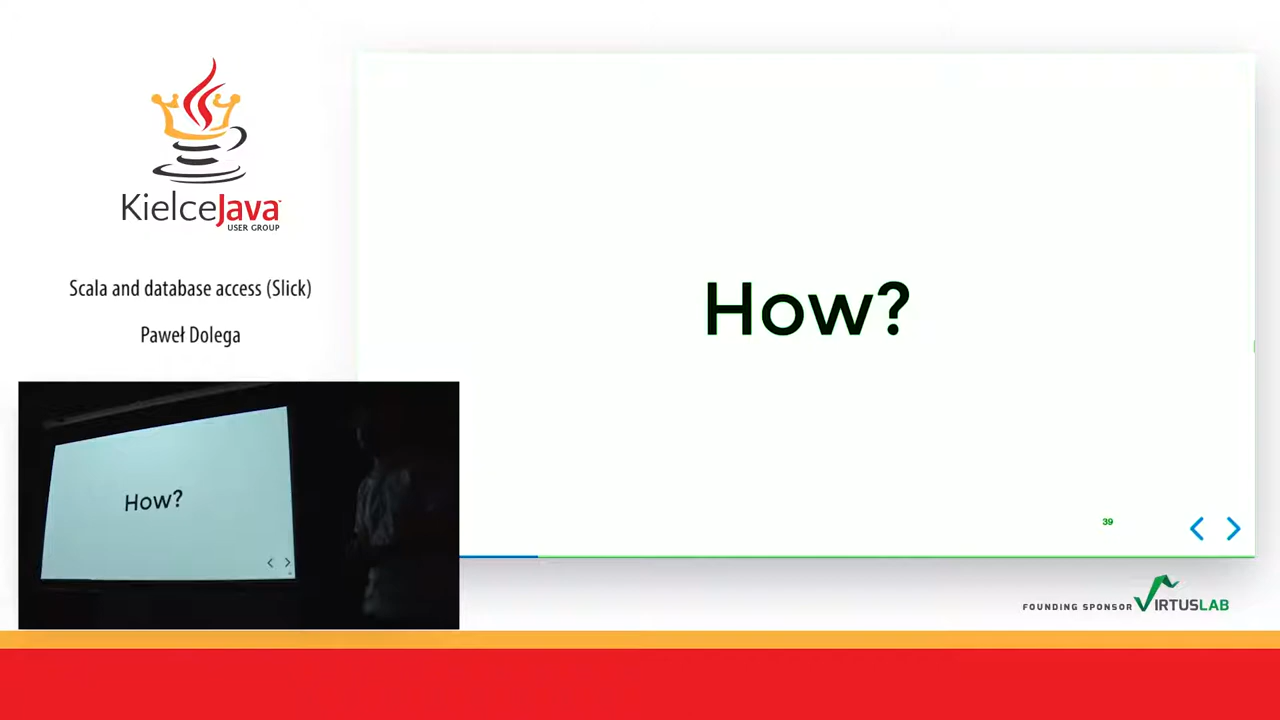 KielceJava
USER GROUP
Scala and database access (Slick)
Paweł Dolega
How?
39
How?
FOUNDING SPONSOR VIRTUSLAB